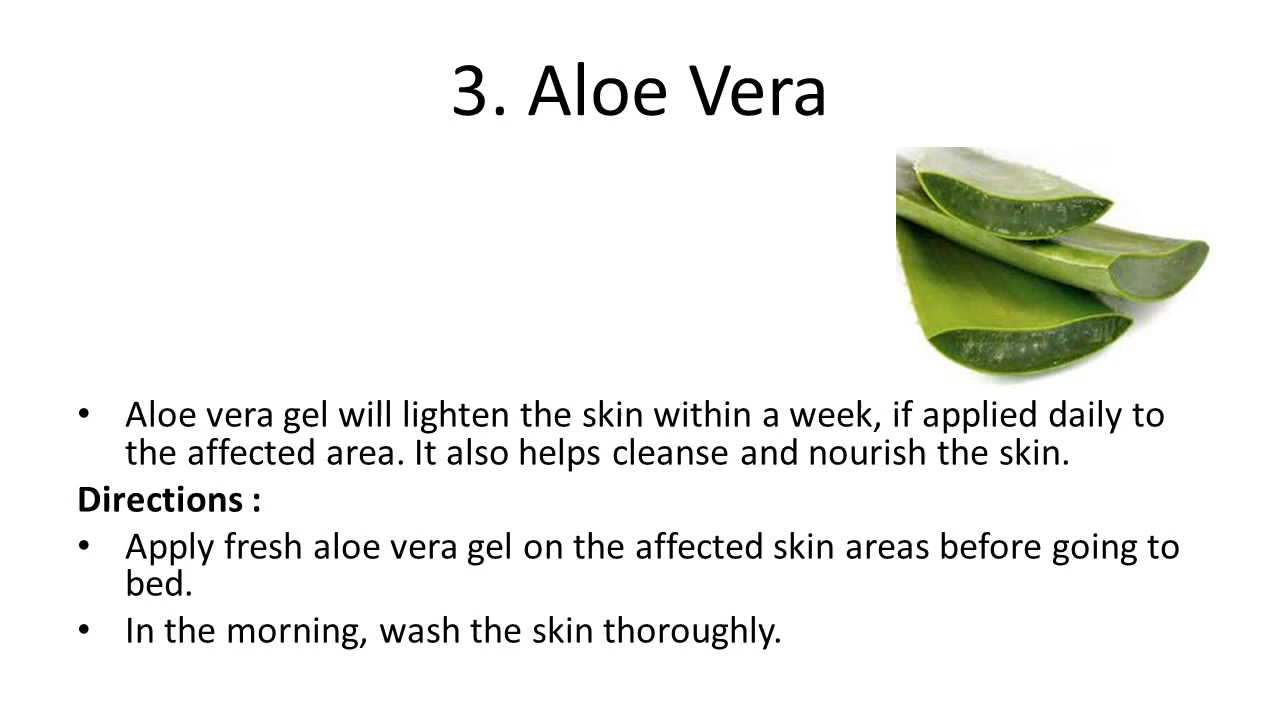 3. Aloe Vera
• Aloe vera gel will lighten the skin within a week, if applied daily to
the affected area. It also helps cleanse and nourish the skin.
Directions :
• Apply fresh aloe vera gel on the affected skin areas before going to
bed.
• In the morning, wash the skin thoroughly.